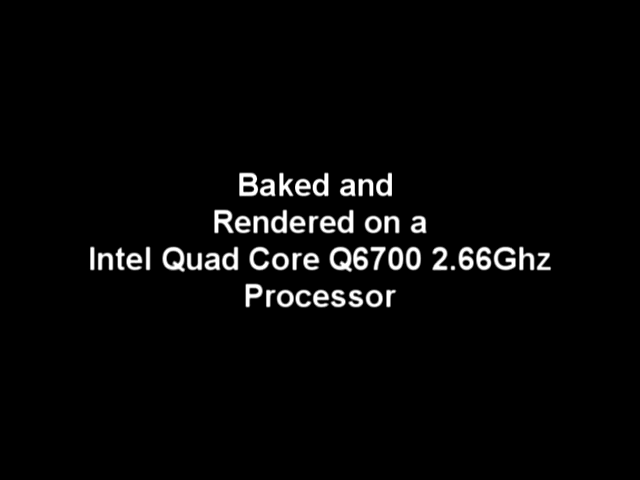 Baked and
Rendered on a
Intel Quad Core Q6700 2.66Ghz
Processor